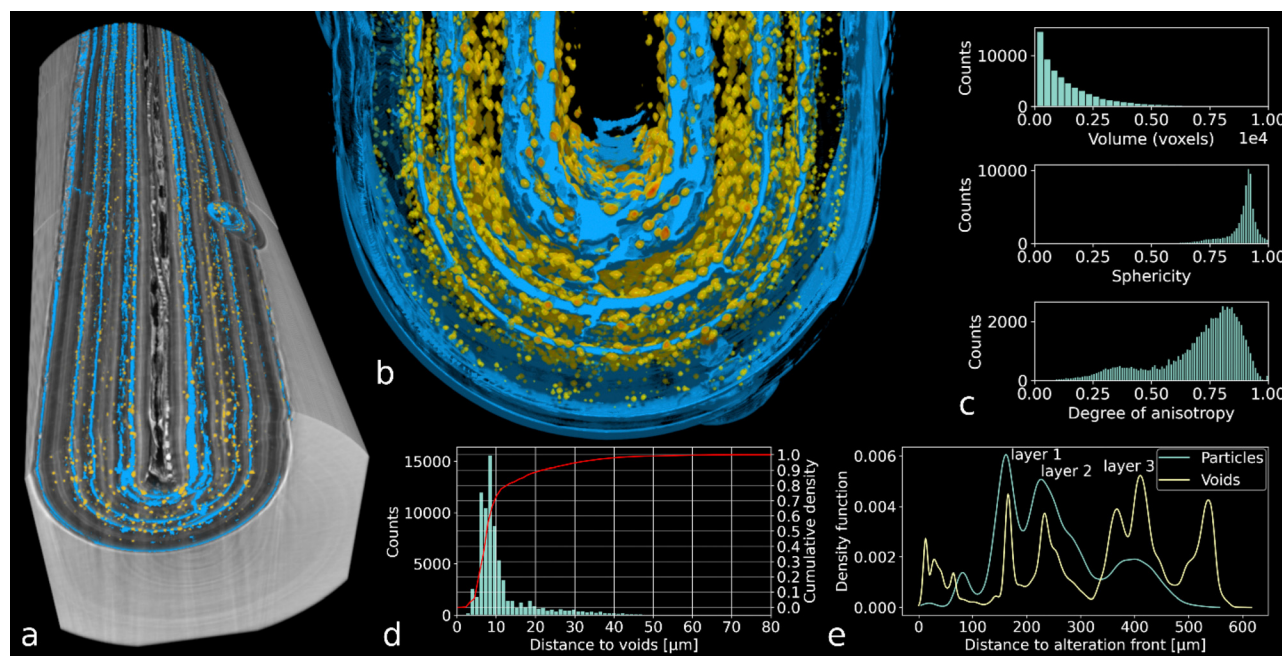 a
b
10000
0
Counts
0.00 0.25 0.50 0.75 1.00
Volume (voxels) 1e4
10000
0
Counts
0.00 0.25 0.50 0.75 1.00
Sphericity
2000
0
Counts
0.00 0.25 0.50 0.75 1.00
Degree of anisotropy
c
15000
10000
5000
0
Counts
1.0
0.9
0.8
0.7
0.6
0.5
0.4
0.3
0.2
0.1
0.0
Cumulative density
0 10 20 30 40 50 60 70 80
Distance to voids [µm]
d
0.006
0.004
0.002
0.000
Density function
layer 1
layer 2
layer 3
Particles
Voids
0 100 200 300 400 500 600
Distance to alteration front [µm]
e